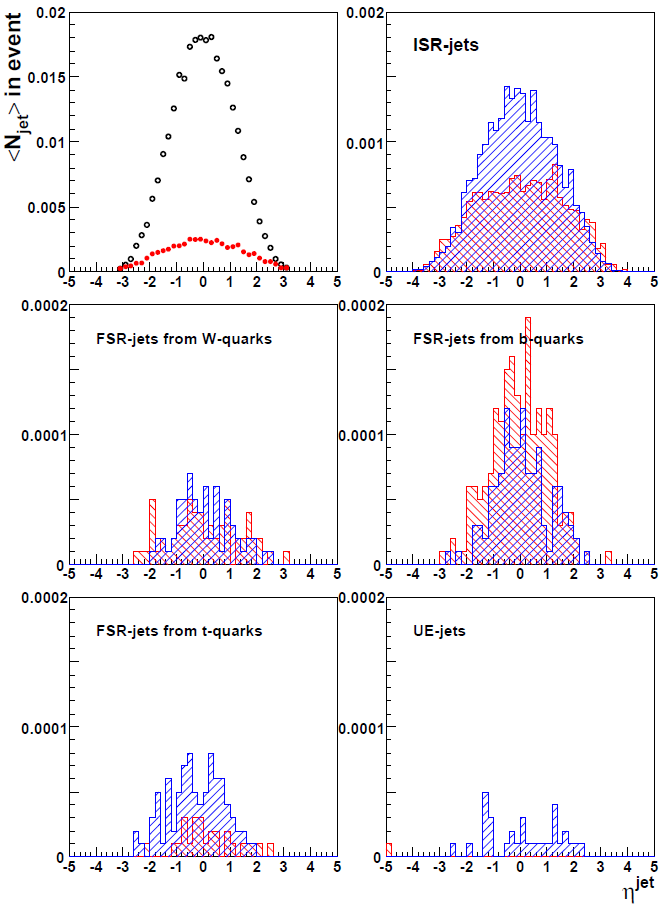 <N_jet> in event
0.02
0.015
0.01
0.005
0
-5 -4 -3 -2 -1 0 1 2 3 4 5
ISR-jets
0.002
0.001
0
-5 -4 -3 -2 -1 0 1 2 3 4 5
FSR-jets from W-quarks
0.0002
0.0001
0
-5 -4 -3 -2 -1 0 1 2 3 4 5
FSR-jets from b-quarks
0.0002
0.0001
0
-5 -4 -3 -2 -1 0 1 2 3 4 5
FSR-jets from t-quarks
0.0002
0.0001
0
-5 -4 -3 -2 -1 0 1 2 3 4 5
UE-jets
0.0002
0.0001
0
-5 -4 -3 -2 -1 0 1 2 3 4 5
η^jet